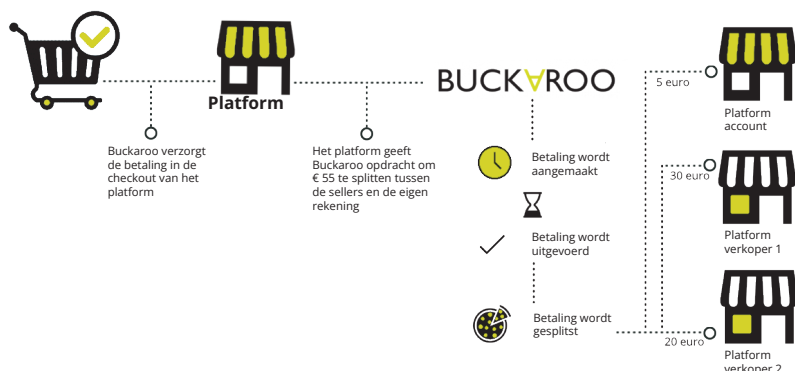 Platform
Buckaroo verzorgt
de betaling in de
checkout van het
platform
Het platform geeft
Buckaroo opdracht om
€ 55 te splitten tussen
de sellers en de eigen
rekening
BUCKAROO
Betaling wordt
aangemaakt
Betaling wordt
uitgevoerd
Betaling wordt
gesplitst
5 euro
Platform
account
30 euro
Platform
verkoper 1
20 euro
Platform
verkoper 2